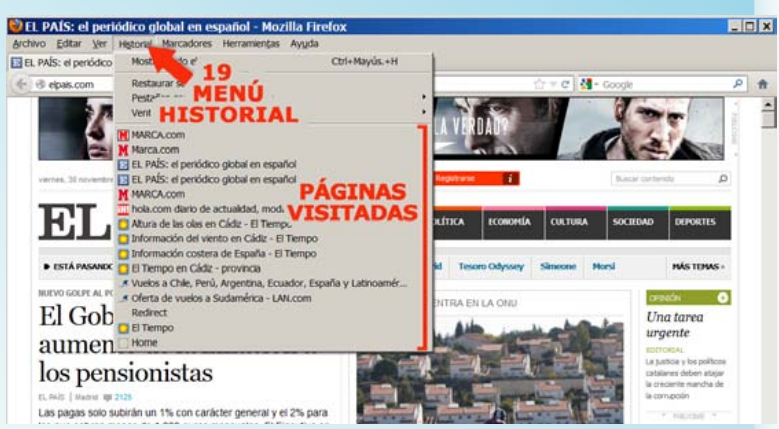 EL PAÍS: el periódico global en español - Mozilla Firefox
Archivo Editar Ver Historial Marcadores Herramientas Ayuda
EL PAÍS: el periódico
Ctrl+Mayús.+H
elpais.com
Google
Restaurar
19
MENÚ
HISTORIAL
LA VERDAD?
MARCA.com
Marca.com
EL PAÍS: el periódico global en español
EL PAÍS: el periódico global en español
MARCA.com
hola.com diario de actualidad, moda
Altura de las olas en Cádiz - El Tiempo
Información del viento en Cádiz - El Tiempo
Información costera de España - El Tiempo
El Tiempo en Cádiz - provincia
Vuelos a Chile, Perú, Argentina, Ecuador, España y Latinoamér...
Oferta de vuelos a Sudamérica - LAN.com
Redirect
El Tiempo
Home
PÁGINAS
VISITADAS
viernes, 30 noviembre
Registrarse i
Buscar contenido
EL
POLÍTICA ECONOMÍA CULTURA SOCIEDAD DEPORTES
ESTÁ PASANDO
Tesoro Odyssey Simeone Morsi MÁS TEMAS
NUEVO GOLPE AL
El Gob
aumen
los pensionistas
EL PAÍS | Madrid 2128
Las pagas solo subirán un 1% con carácter general y el 2% para
ENTRA EN LA ONU
OPINIÓN
Una tarea
urgente
EDITORIAL
La justicia y los políticos
catalanes deben atajar
la creciente mancha de
la corrupción
PUBLICIDAD